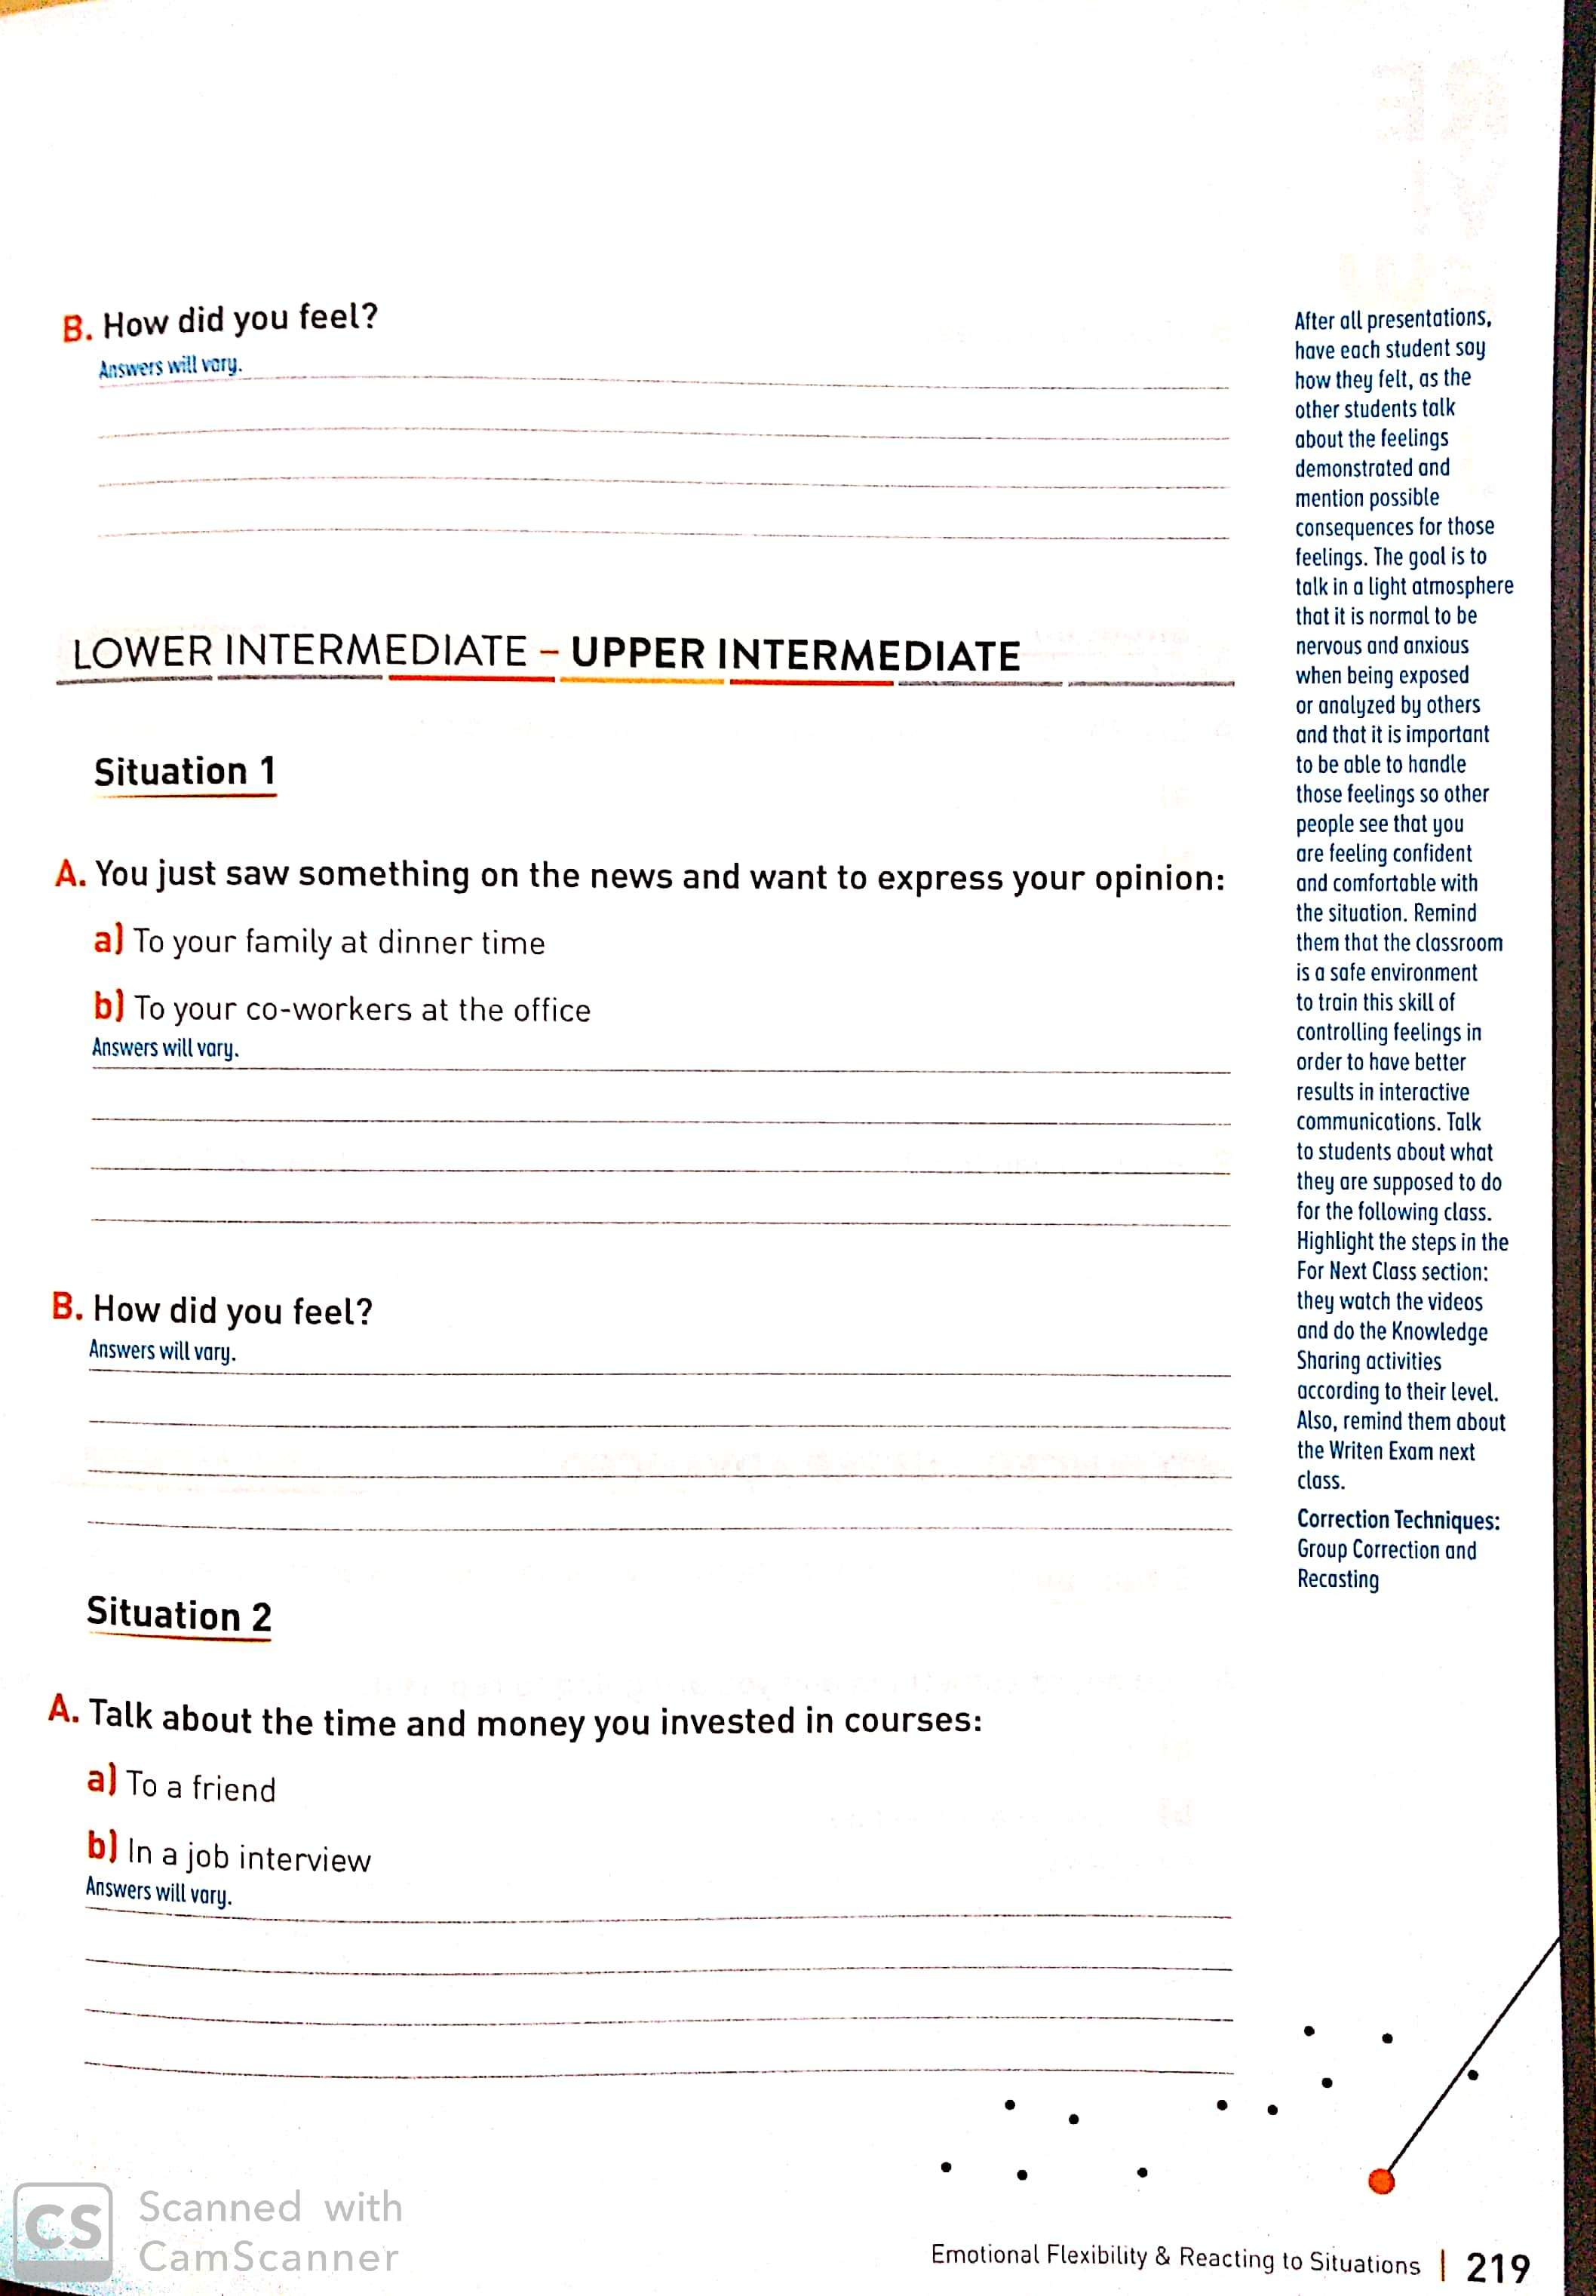 B. How did you feel?
Answers will vary.
LOWER INTERMEDIATE – UPPER INTERMEDIATE
Situation 1
A. You just saw something on the news and want to express your opinion:
a) To your family at dinner time
b) To your co-workers at the office
Answers will vary.
B. How did you feel?
Answers will vary.
Situation 2
A. Talk about the time and money you invested in courses:
a) To a friend
b) In a job interview
Answers will vary.
After all presentations,
have each student say
how they felt, as the
other students talk
about the feelings
demonstrated and
mention possible
consequences for those
feelings. The goal is to
talk in a light atmosphere
that it is normal to be
nervous and anxious
when being exposed
or analyzed by others
and that it is important
to be able to handle
those feelings so other
people see that you
are feeling confident
and comfortable with
the situation. Remind
them that the classroom
is a safe environment
to train this skill of
controlling feelings in
order to have better
results in interactive
communications. Talk
to students about what
they are supposed to do
for the following class.
Highlight the steps in the
For Next Class section:
they watch the videos
and do the Knowledge
Sharing activities
according to their level.
Also, remind them about
the Writen Exam next
class.
Correction Techniques:
Group Correction and
Recasting
CS
Scanned with
CamScanner
Emotional Flexibility & Reacting to Situations | 219